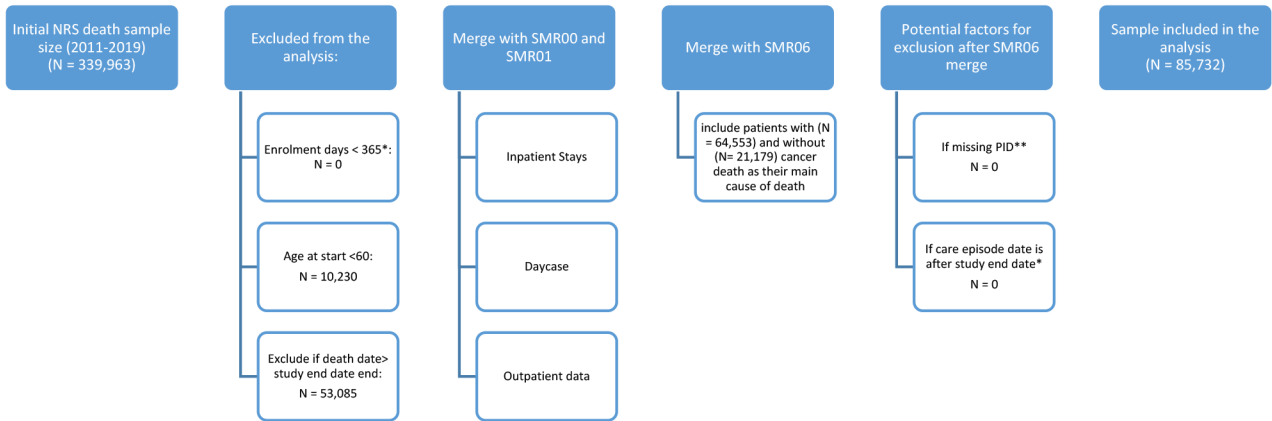 Initial NRS death sample
size (2011-2019)
(N = 339,963)
Excluded from the
analysis:
Enrolment days < 365*:
N = 0
Age at start <60:
N = 10,230
Exclude if death date>
study end date end:
N = 53,085
Merge with SMR00 and
SMR01
Inpatient Stays
Daycase
Outpatient data
Merge with SMR06
include patients with (N
= 64,553) and without
(N= 21,179) cancer
death as their main
cause of death
Potential factors for
exclusion after SMR06
merge
If missing PID**
N = 0
If care episode date is
after study end date*
N = 0
Sample included in the
analysis
(N = 85,732)